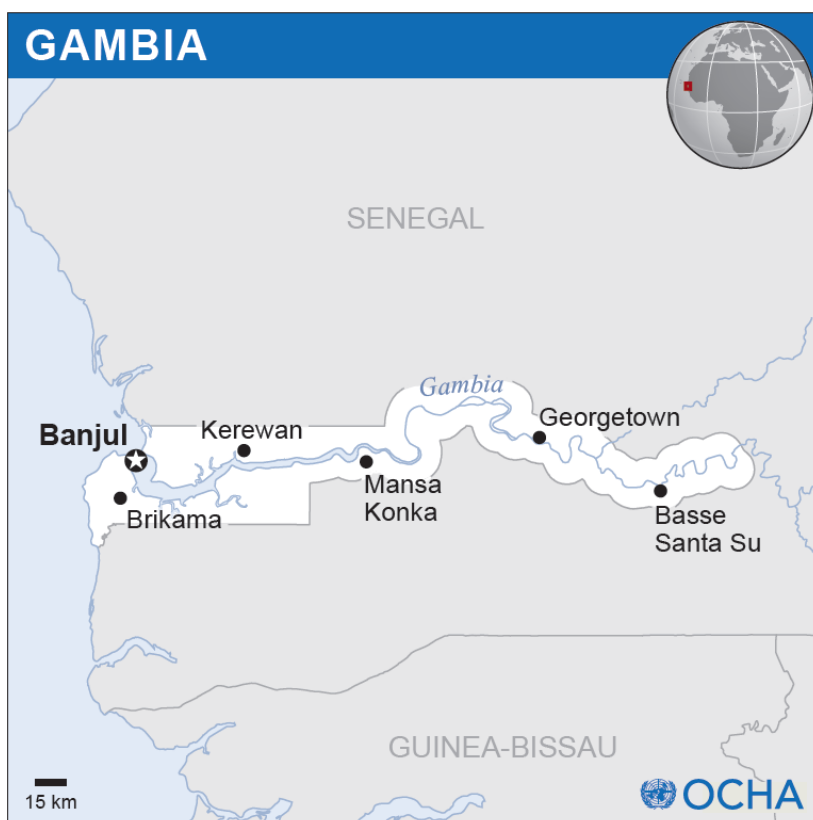 GAMBIA
SENEGAL
Gambia
Georgetown
Kerewan
Banjul
Mansa
Konka
Basse
Santa Su
Brikama
GUINEA-BISSAU
15 km
OCHA